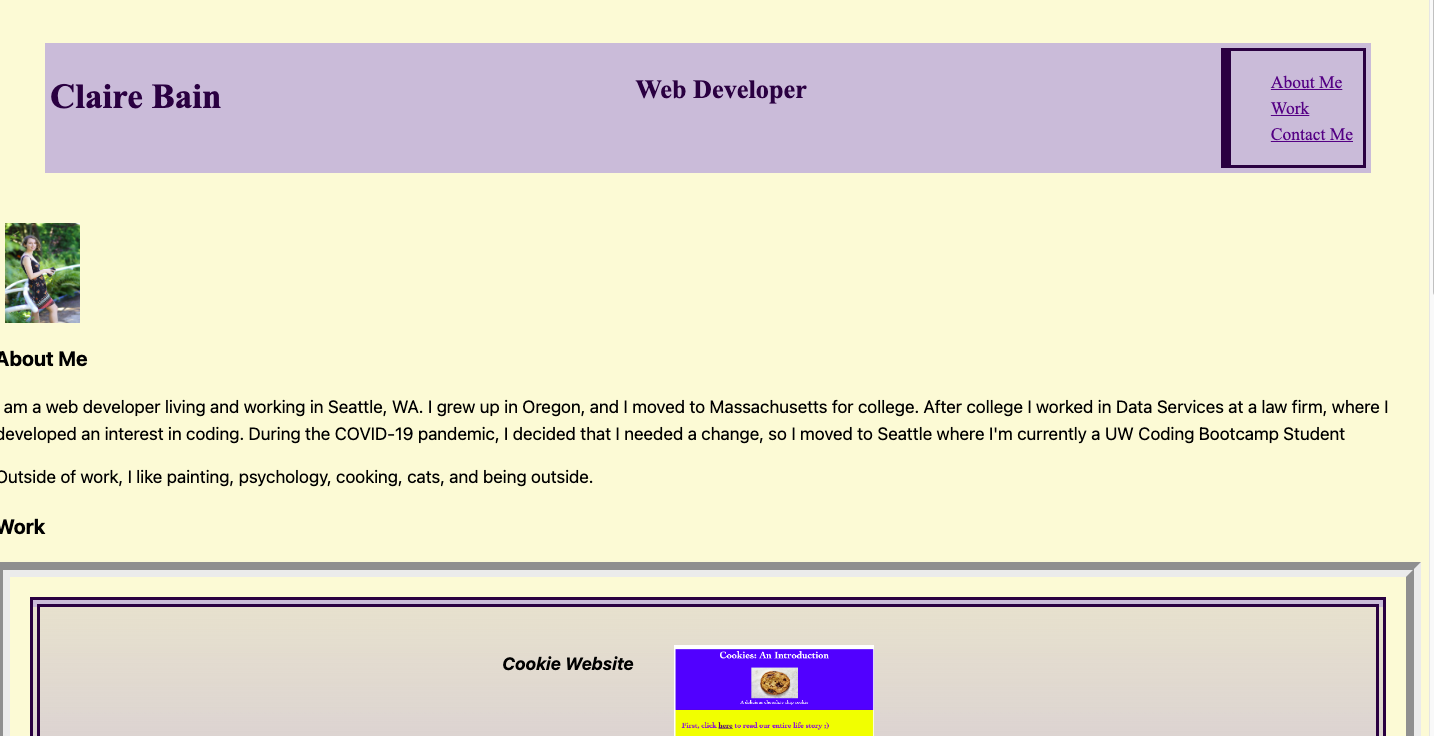 Claire Bain
Web Developer
About Me
Work
Contact Me
About Me
I am a web developer living and working in Seattle, WA. I grew up in Oregon, and I moved to Massachusetts for college. After college I worked in Data Services at a law firm, where I
developed an interest in coding. During the COVID-19 pandemic, I decided that I needed a change, so I moved to Seattle where I'm currently a UW Coding Bootcamp Student
Outside of work, I like painting, psychology, cooking, cats, and being outside.
Work
Cookie Website
Cookies: An Introduction
A delicious chocolate chip cookie
First, click here to read our entire life story :)